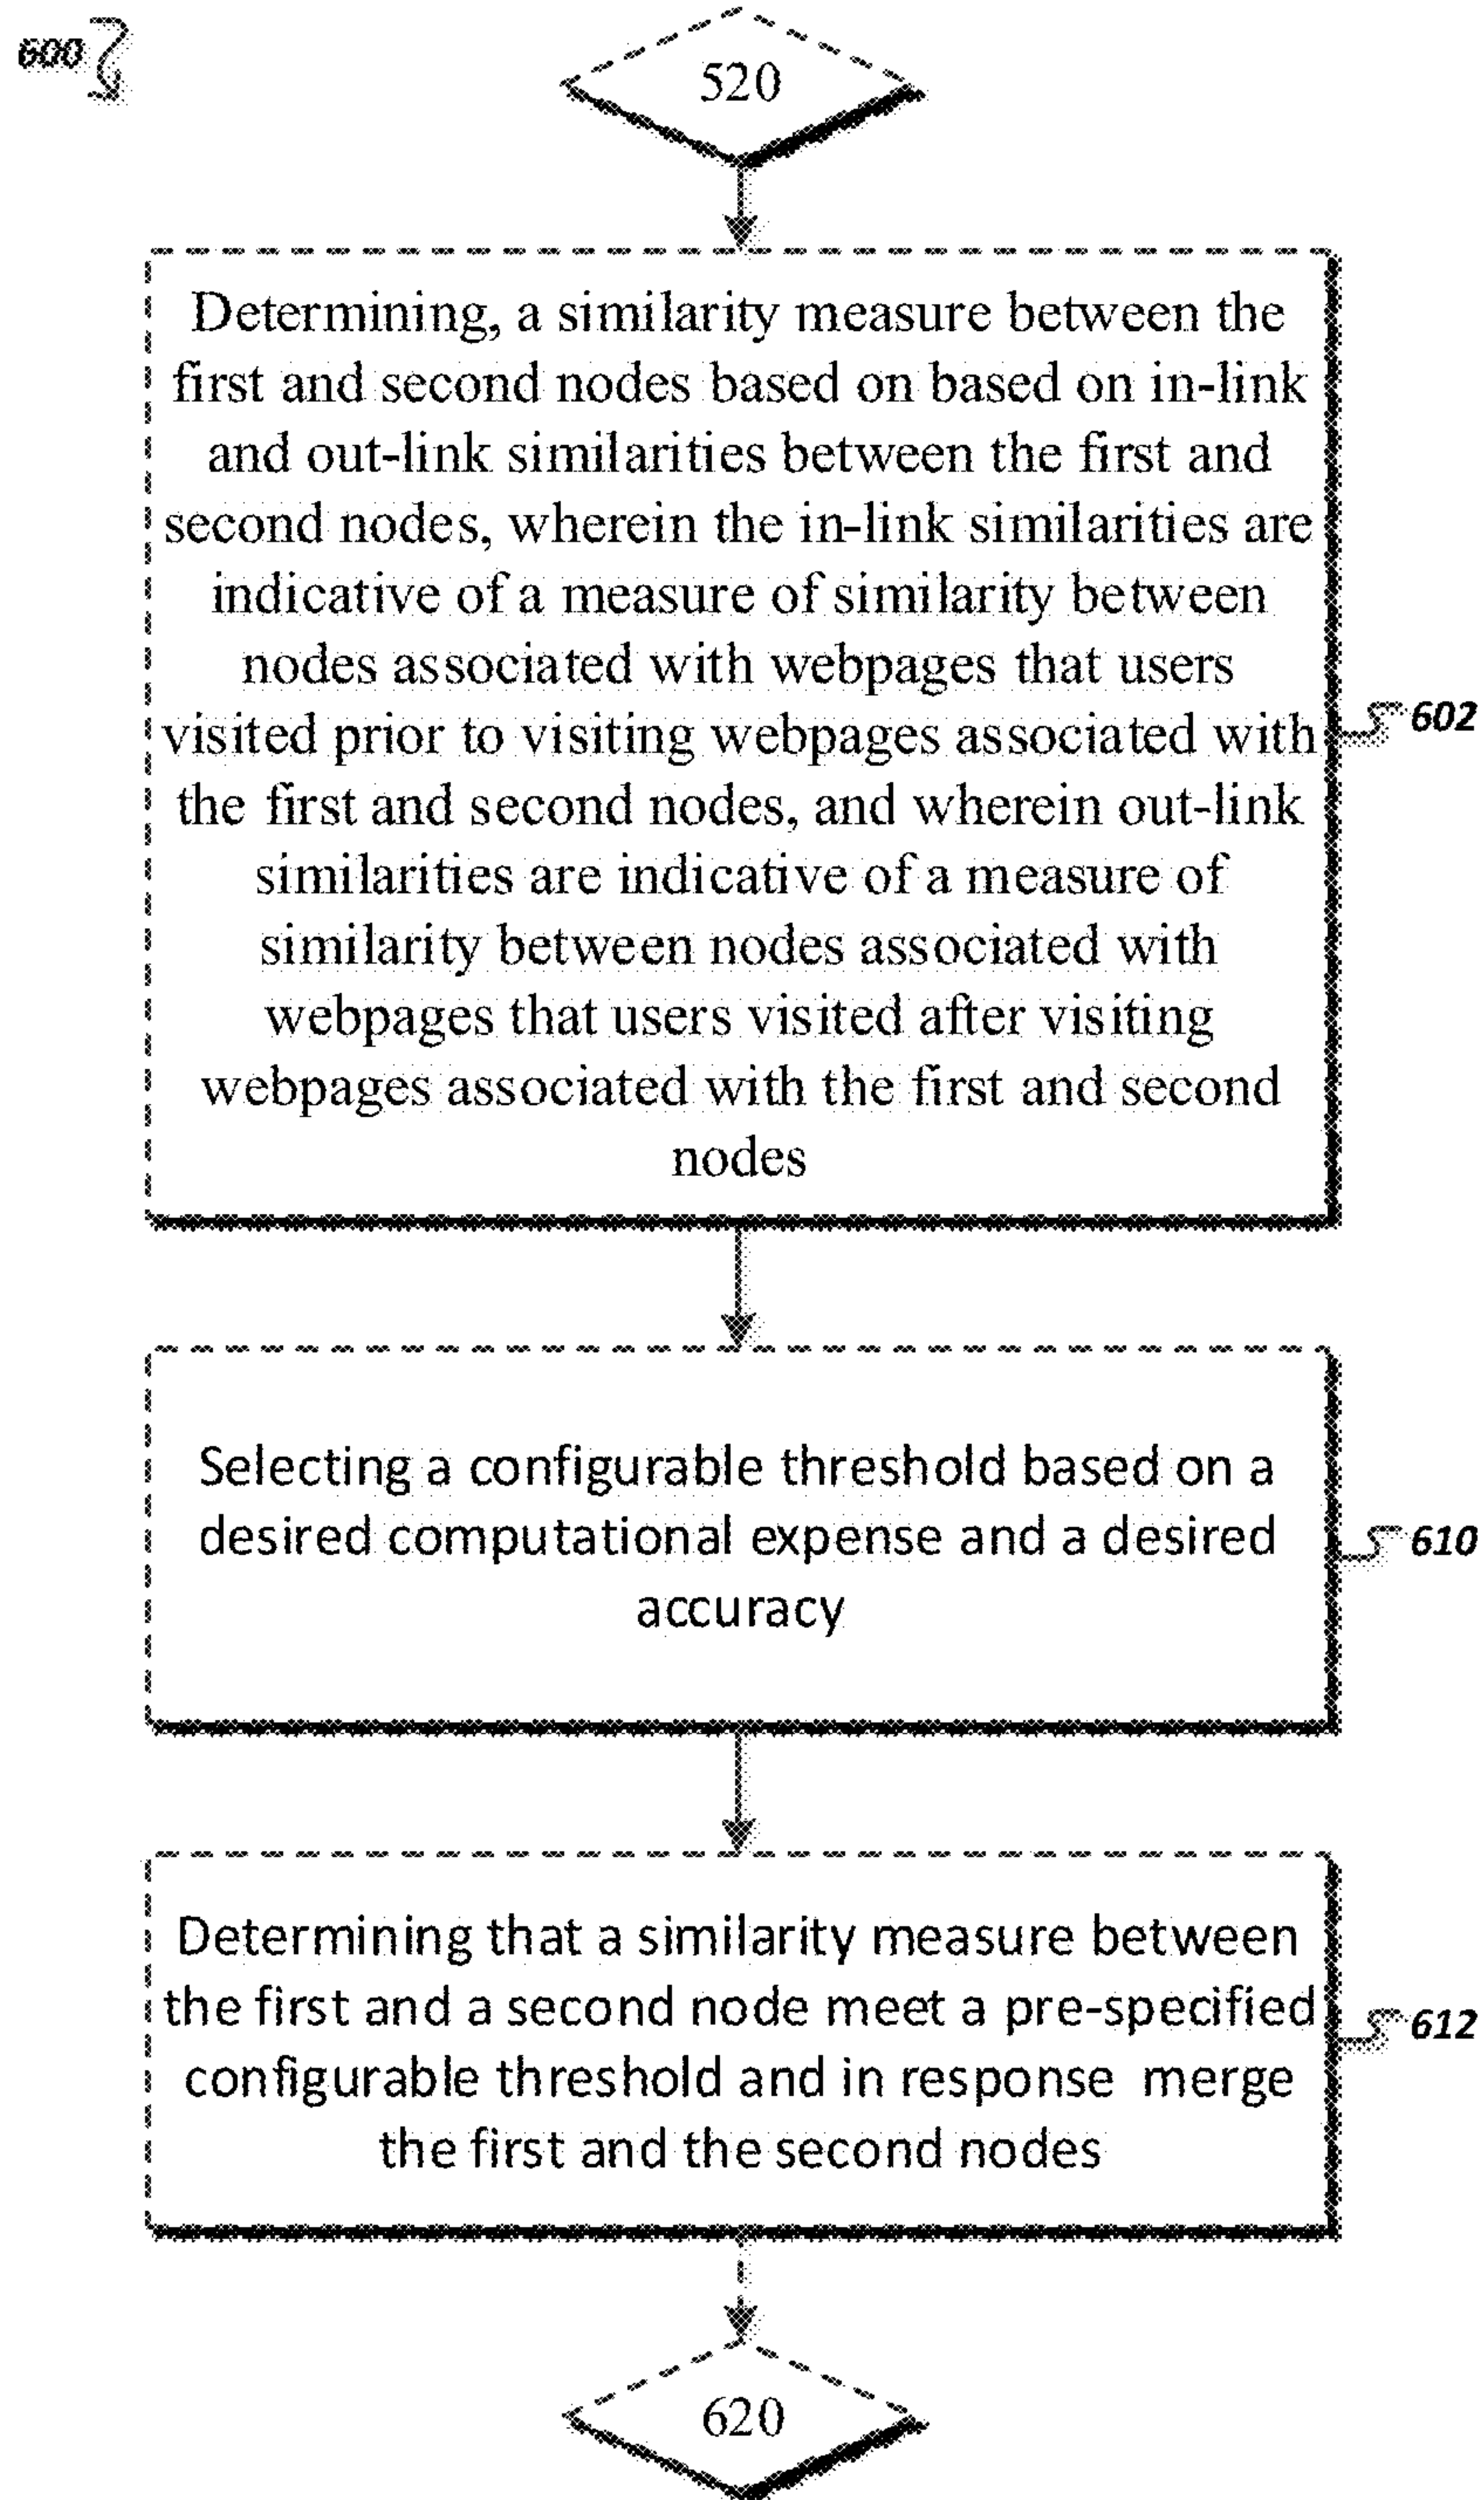 600
520
Determining, a similarity measure between the
first and second nodes based on based on in-link
and out-link similarities between the first and
second nodes, wherein the in-link similarities are
indicative of a measure of similarity between
nodes associated with webpages that users
visited prior to visiting webpages associated with
the first and second nodes, and wherein out-link
similarities are indicative of a measure of
similarity between nodes associated with
webpages that users visited after visiting
webpages associated with the first and second
nodes
602
Selecting a configurable threshold based on a
desired computational expense and a desired
accuracy
610
Determining that a similarity measure between
the first and a second node meet a pre-specified
configurable threshold and in response merge
the first and the second nodes
612
620